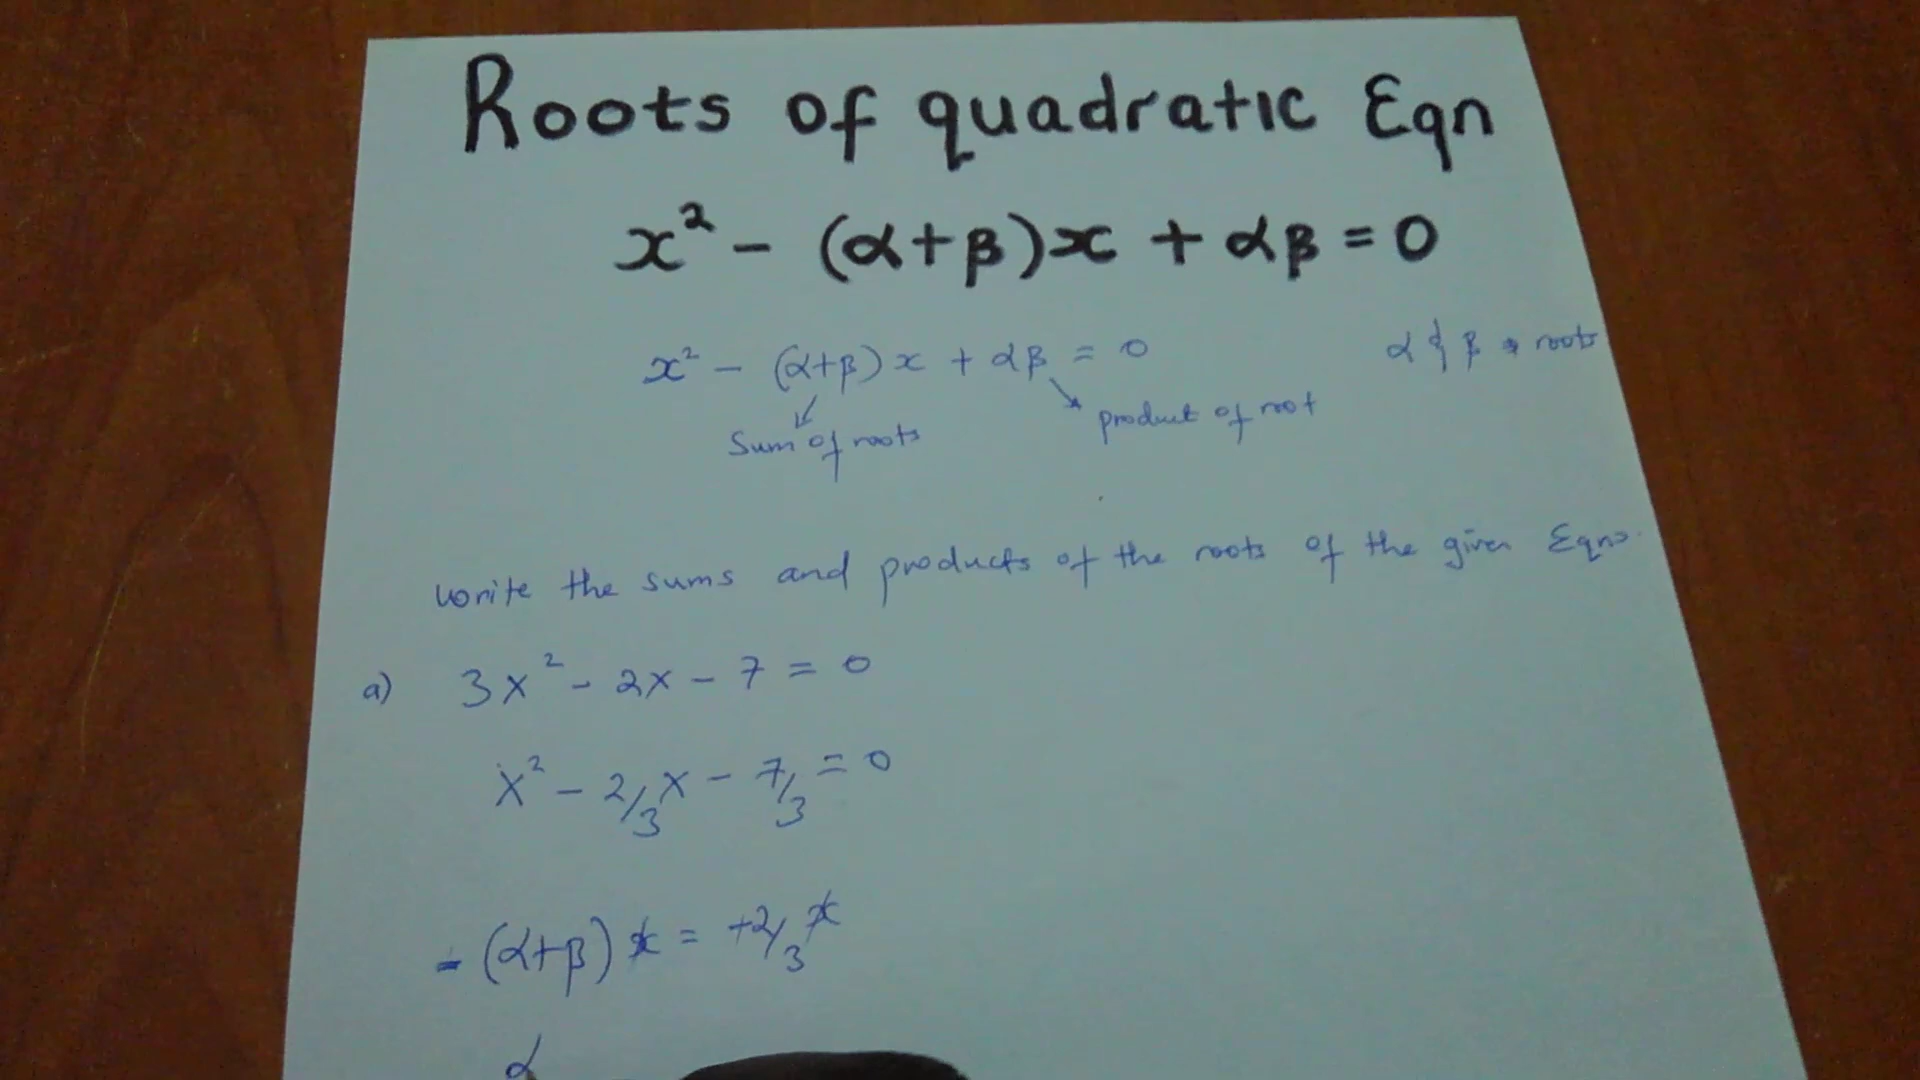 Roots of quadratic Eqn
x² - (α+β)x + αβ = 0
x² - (α+β)x + αβ = 0
α & β → roots
Sum of roots
product of root
Write the sums and products of the roots of the given Eqns.
a) 3x² - 2x - 7 = 0
x² - 2/3x - 7/3 = 0
- (α+β)x = +2/3x
α